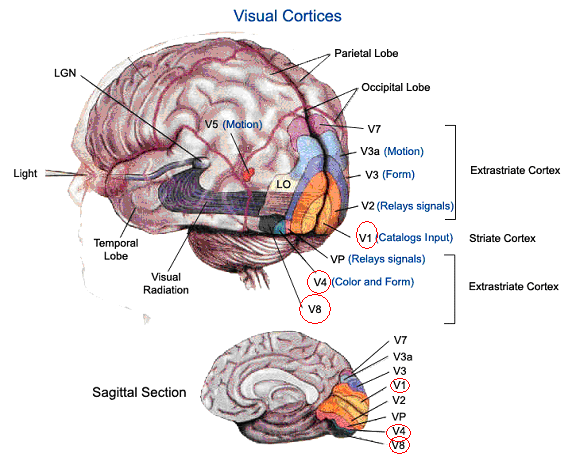 Visual Cortices
Parietal Lobe
LGN
Occipital Lobe
V7
V5 (Motion)
V3a (Motion)
Extrastriate Cortex
Light
LO
V3 (Form)
V2 (Relays signals)
V1 (Catalogs Input)
Striate Cortex
Temporal
Lobe
VP (Relays signals)
Visual
Radiation
V4 (Color and Form)
Extrastriate Cortex
V8
Sagittal Section
V7
V3a
V3
V1
V2
VP
V4
V8